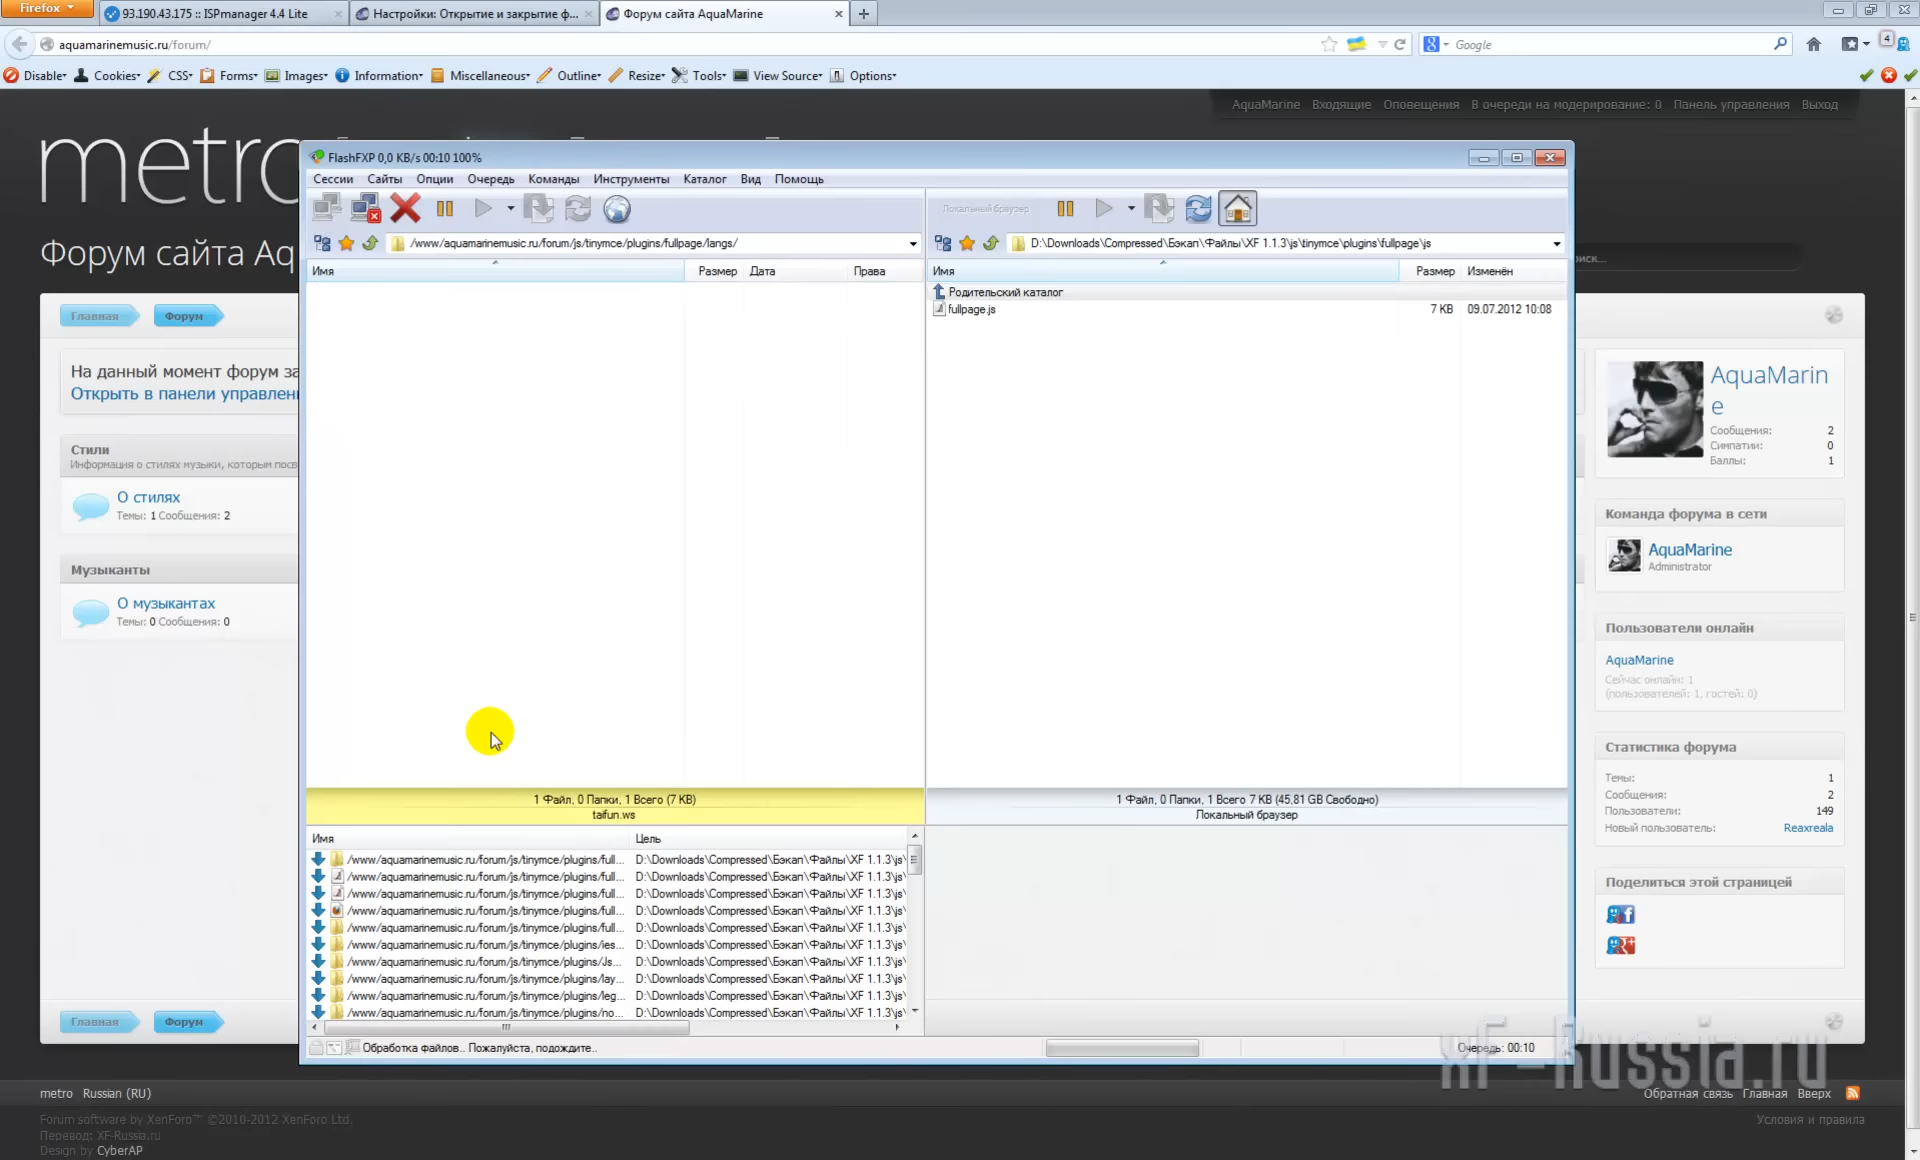 Firefox
93.190.43.175 :: ISPmanager 4.4 Lite
Настройки: Открытие и закрытие ф...
Форум сайта AquaMarine
aquamarinemusic.ru/forum/
Google
4
Disable Cookies CSS Forms Images Information Miscellaneous Outline Resize Tools View Source Options
AquaMarine Входящие Оповещения В очереди на модерирование: 0 Панель управления Выход
metro
Форум сайта Aq
FlashFXP 0,0 KB/s 00:10 100%
Сессии Сайты Опции Очередь Команды Инструменты Каталог Вид Помощь
Локальный браузер
/www/aquamarinemusic.ru/forum/js/tinymce/plugins/fullpage/langs/
D:\Downloads\Compressed\Бэкап\Файлы\XF 1.1.3\js\tinymce\plugins\fullpage\js
Имя Размер Дата Права
Имя Размер Изменён
Родительский каталог
fullpage.js 7 KB 09.07.2012 10:08
1 Файл, 0 Папки, 1 Всего (7 KB)
taifun.ws
1 Файл, 0 Папки, 1 Всего 7 KB (45,81 GB Свободно)
Локальный браузер
Имя Цель
/www/aquamarinemusic.ru/forum/js/tinymce/plugins/full... D:\Downloads\Compressed\Бэкап\Файлы\XF 1.1.3\js\
/www/aquamarinemusic.ru/forum/js/tinymce/plugins/full... D:\Downloads\Compressed\Бэкап\Файлы\XF 1.1.3\js\
/www/aquamarinemusic.ru/forum/js/tinymce/plugins/full... D:\Downloads\Compressed\Бэкап\Файлы\XF 1.1.3\js\
/www/aquamarinemusic.ru/forum/js/tinymce/plugins/full... D:\Downloads\Compressed\Бэкап\Файлы\XF 1.1.3\js\
/www/aquamarinemusic.ru/forum/js/tinymce/plugins/full... D:\Downloads\Compressed\Бэкап\Файлы\XF 1.1.3\js\
/www/aquamarinemusic.ru/forum/js/tinymce/plugins/ies... D:\Downloads\Compressed\Бэкап\Файлы\XF 1.1.3\js\
/www/aquamarinemusic.ru/forum/js/tinymce/plugins/Js... D:\Downloads\Compressed\Бэкап\Файлы\XF 1.1.3\js\
/www/aquamarinemusic.ru/forum/js/tinymce/plugins/lay... D:\Downloads\Compressed\Бэкап\Файлы\XF 1.1.3\js\
/www/aquamarinemusic.ru/forum/js/tinymce/plugins/leg... D:\Downloads\Compressed\Бэкап\Файлы\XF 1.1.3\js\
/www/aquamarinemusic.ru/forum/js/tinymce/plugins/no... D:\Downloads\Compressed\Бэкап\Файлы\XF 1.1.3\js\
Обработка файлов.. Пожалуйста, подождите..
Очередь: 00:10
Главная Форум
На данный момент форум за
Открыть в панели управлен
Стили
Информация о стилях музыки, которым посв
О стилях
Темы: 1 Сообщения: 2
Музыканты
О музыкантах
Темы: 0 Сообщения: 0
Главная Форум
AquaMarin
e
Сообщения: 2
Симпатии: 0
Баллы: 1
Команда форума в сети
AquaMarine
Administrator
Пользователи онлайн
AquaMarine
Сейчас онлайн: 1
(пользователей: 1, гостей: 0)
Статистика форума
Темы: 1
Сообщения: 2
Пользователи: 149
Новый пользователь: Reaxreala
Поделиться этой страницей
xF-Russia.ru
metro Russian (RU)
Обратная связь Главная Вверх
Forum software by XenForo™ ©2010-2012 XenForo Ltd.
Условия и правила
Перевод: XF-Russia.ru
Design by CyberAP